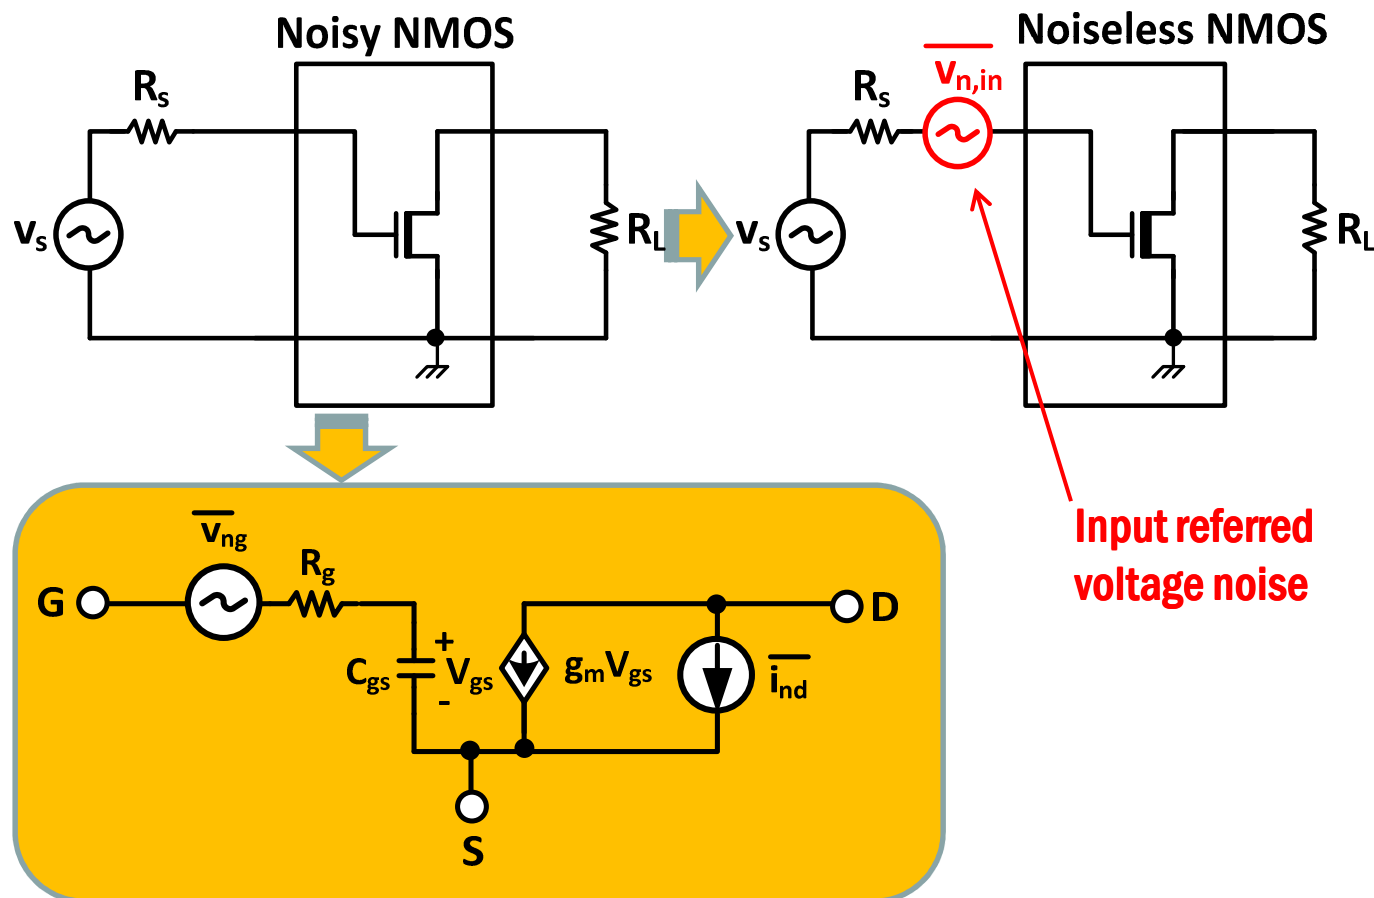 Noisy NMOS
Noiseless NMOS
Rs
vs
RL
Rs
vn,in
vs
RL
Input referred
voltage noise
vng
Rg
G
D
+
Cgs
Vgs
-
gmVgs
ind
S